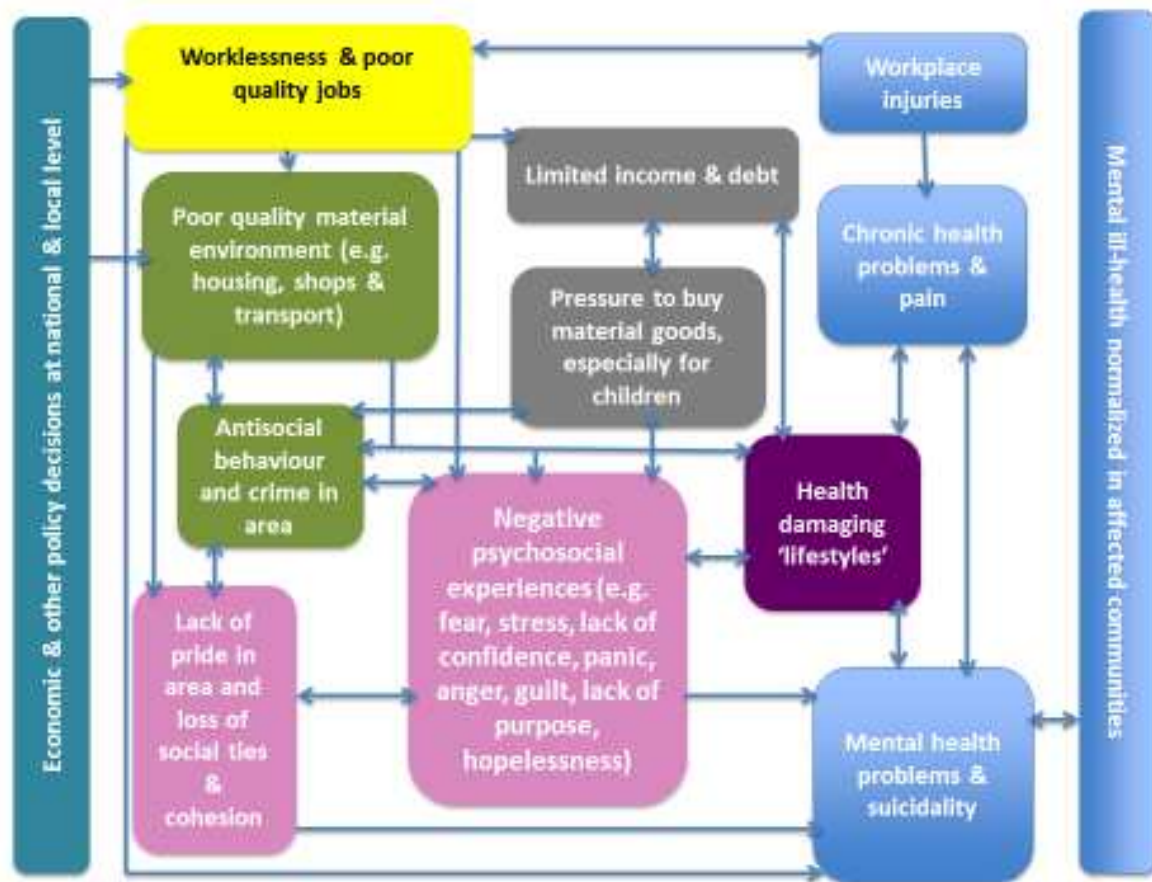 Economic & other policy decisions at national & local level
Worklessness & poor
quality jobs
Workplace
injuries
Limited income & debt
Poor quality material
environment (e.g.
housing, shops &
transport)
Chronic health
problems &
pain
Pressure to buy
material goods,
especially for
children
Antisocial
behaviour
and crime in
area
Negative
psychosocial
experiences (e.g.
fear, stress, lack of
confidence, panic,
anger, guilt, lack of
purpose,
hopelessness)
Health
damaging
‘lifestyles’
Lack of
pride in
area and
loss of
social ties
&
cohesion
Mental health
problems &
suicidality
Mental ill-health normalized in affected communities